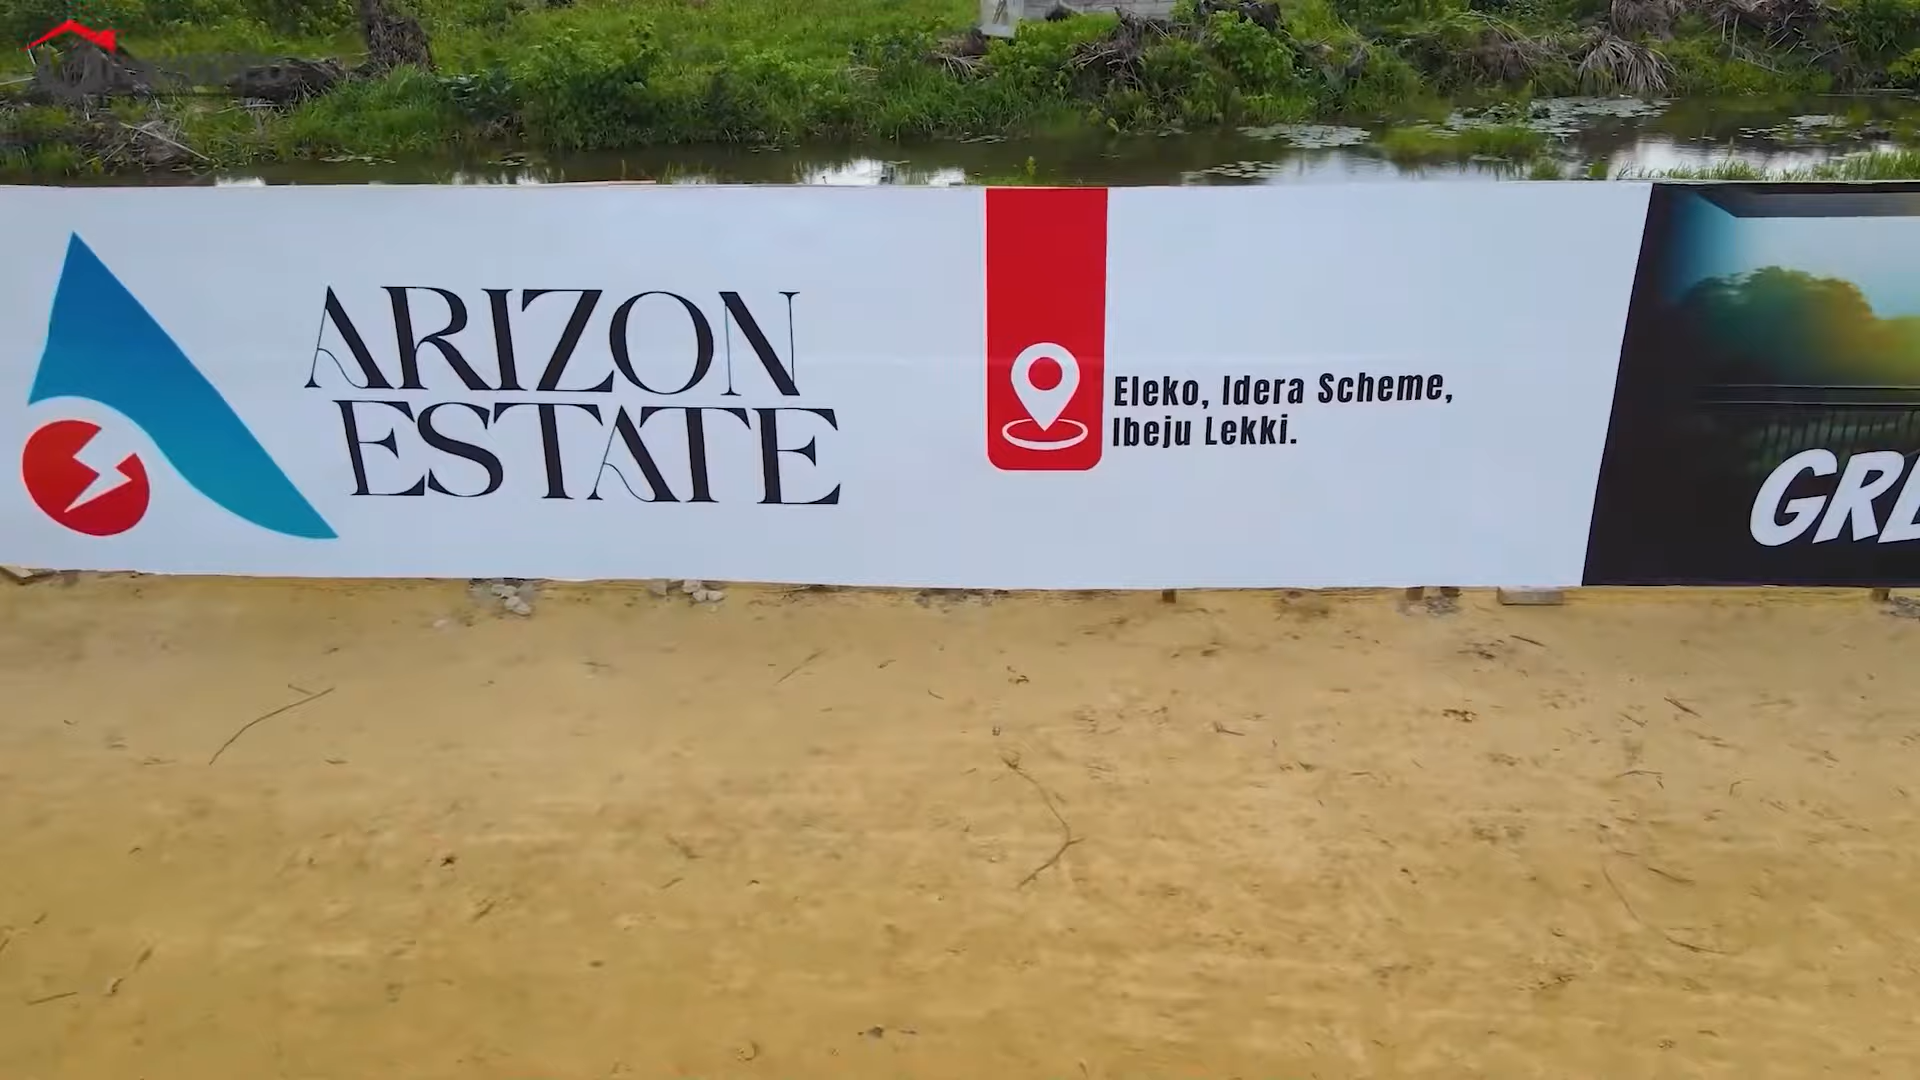 ARIZON
ESTATE
Eleko, Idera Scheme,
Ibeju Lekki.